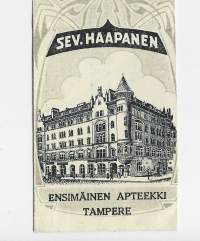 SEV. HAAPANEN
ENSIMÄINEN APTEEKKI
TAMPERE